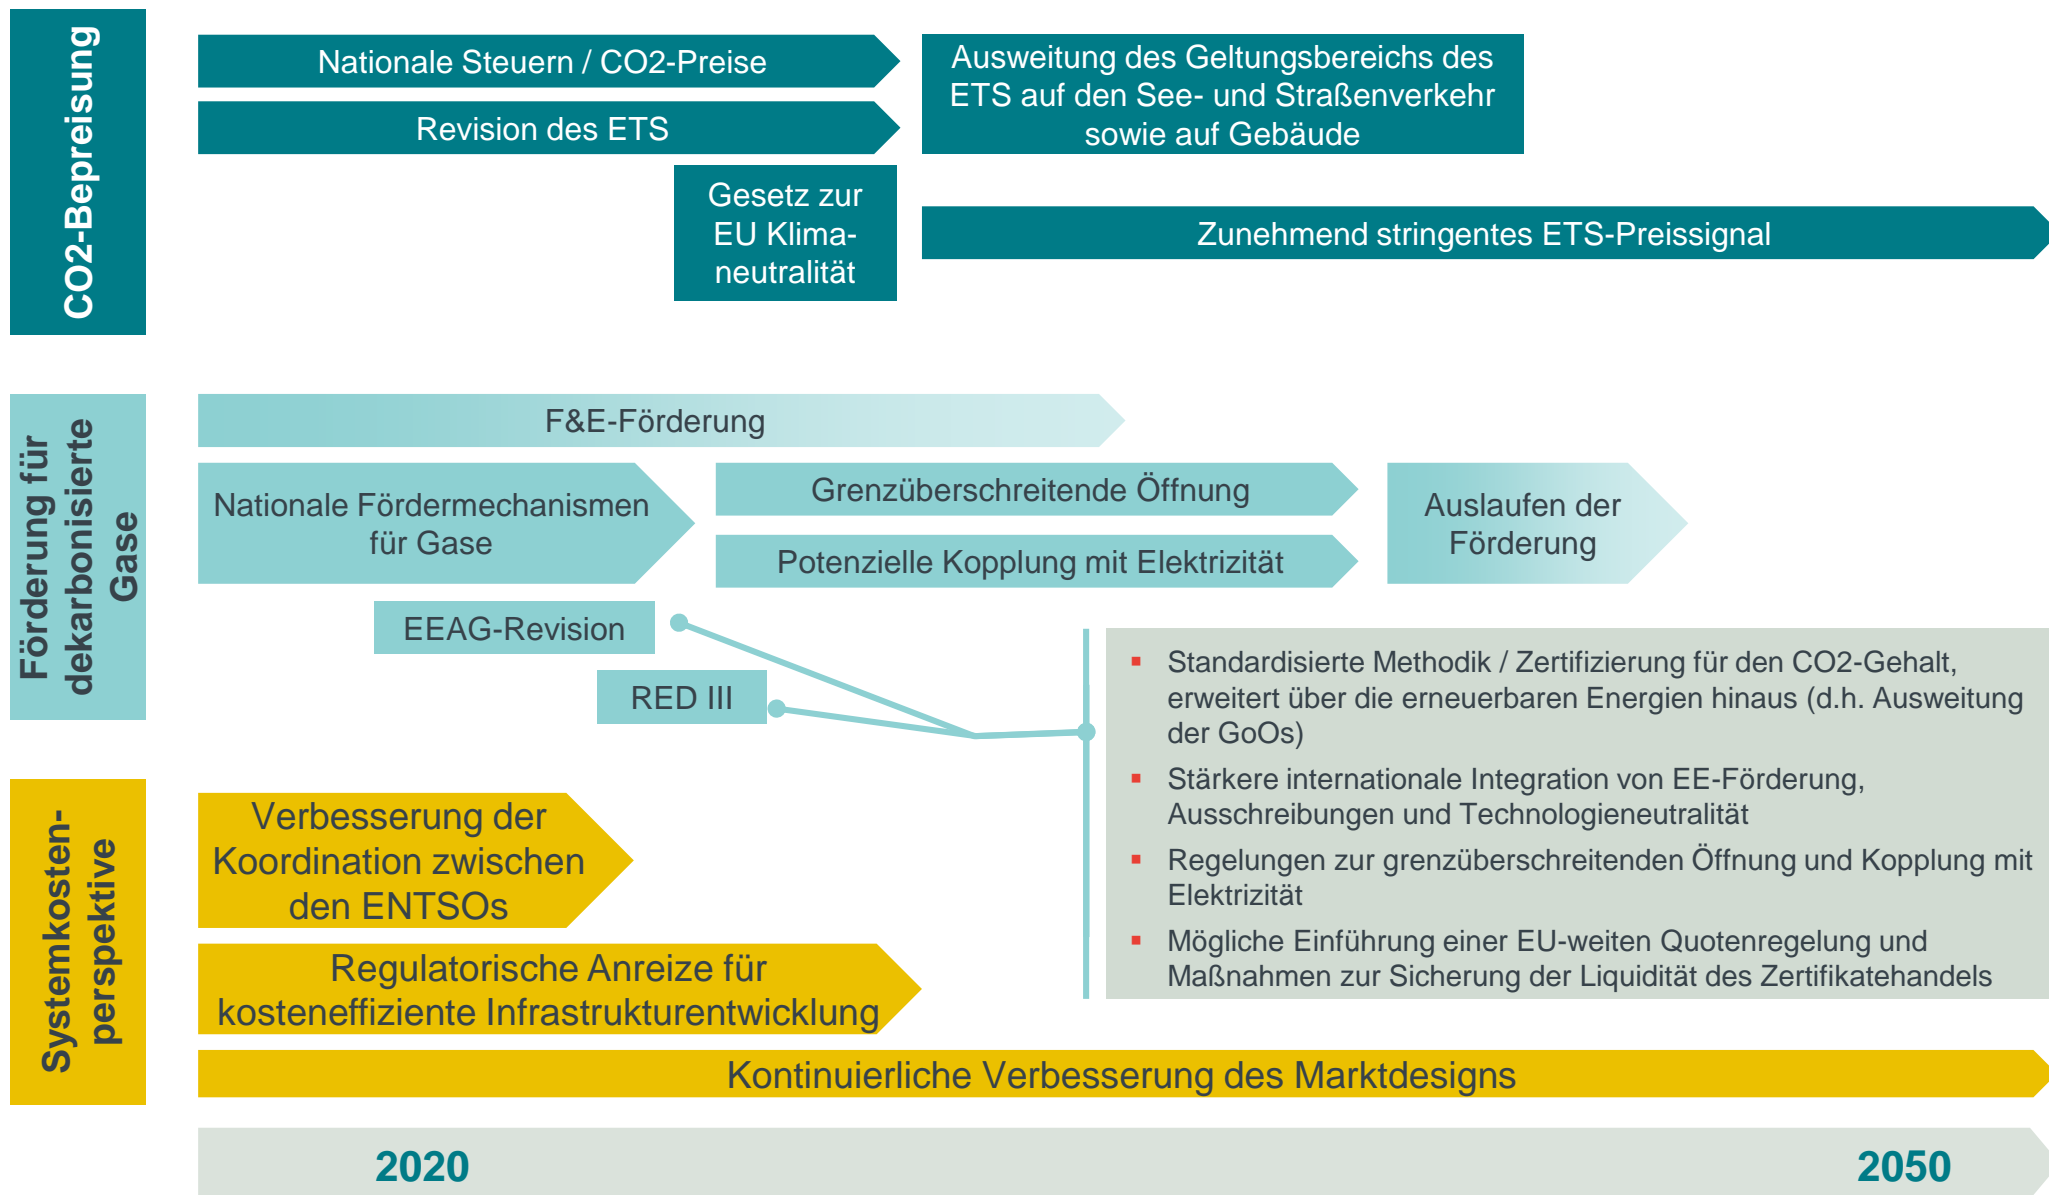 CO2-Bepreisung
Nationale Steuern / CO2-Preise
Revision des ETS
Ausweitung des Geltungsbereichs des
ETS auf den See- und Straßenverkehr
sowie auf Gebäude
Gesetz zur
EU Klima-
neutralität
Zunehmend stringentes ETS-Preissignal
Förderung für
dekarbonisierte
Gase
F&E-Förderung
Nationale Fördermechanismen
für Gase
Grenzüberschreitende Öffnung
Potenzielle Kopplung mit Elektrizität
Auslaufen der
Förderung
EEAG-Revision
RED III
▪ Standardisierte Methodik / Zertifizierung für den CO2-Gehalt,
erweitert über die erneuerbaren Energien hinaus (d.h. Ausweitung
der GoOs)
▪ Stärkere internationale Integration von EE-Förderung,
Ausschreibungen und Technologieneutralität
▪ Regelungen zur grenzüberschreitenden Öffnung und Kopplung mit
Elektrizität
▪ Mögliche Einführung einer EU-weiten Quotenregelung und
Maßnahmen zur Sicherung der Liquidität des Zertifikatehandels
Systemkosten-
perspektive
Verbesserung der
Koordination zwischen
den ENTSOs
Regulatorische Anreize für
kosteneffiziente Infrastrukturentwicklung
Kontinuierliche Verbesserung des Marktdesigns
2020
2050